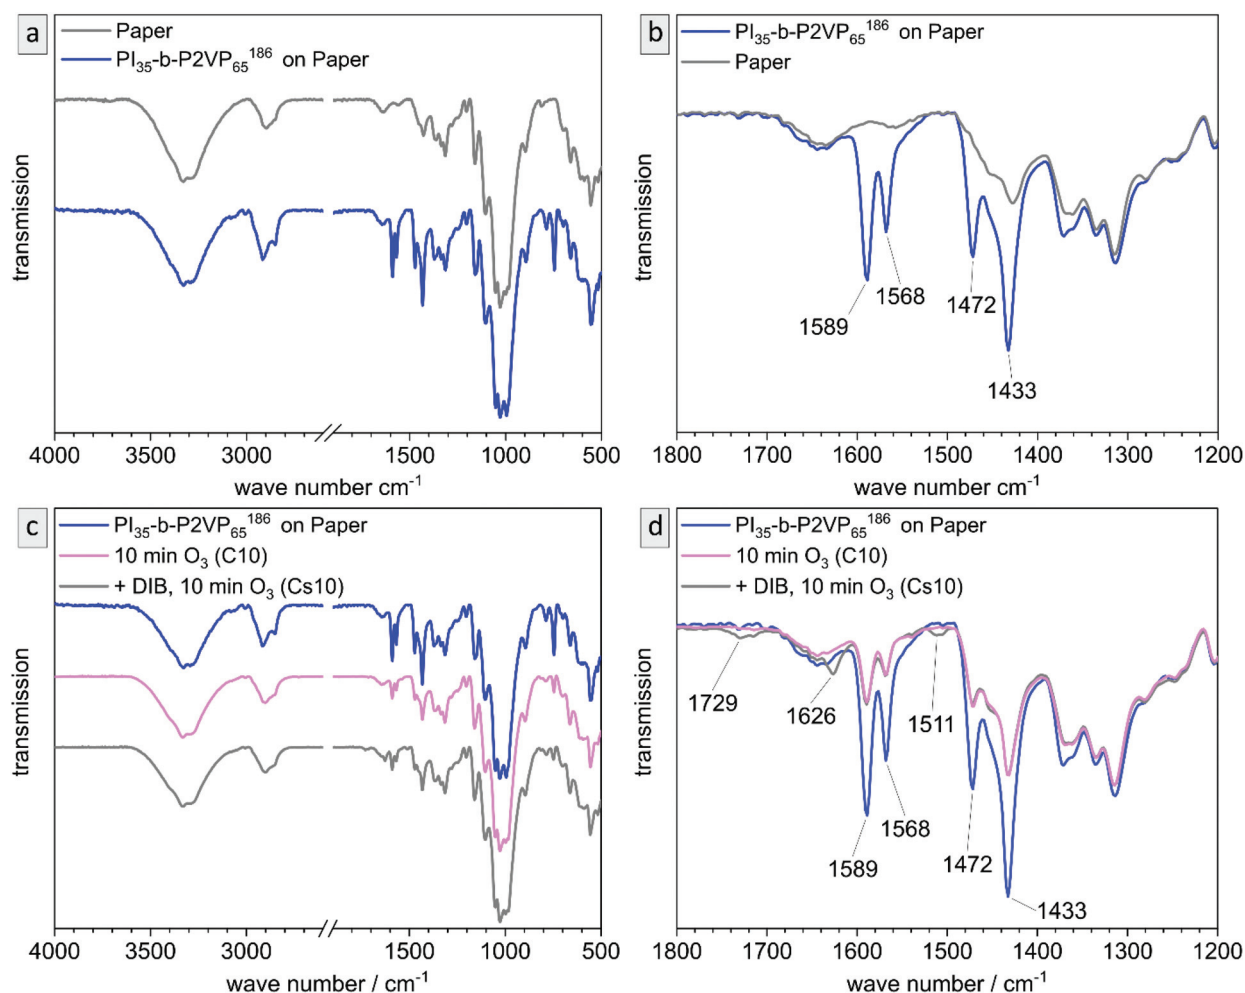 a
Paper
PI₃₅-b-P2VP₆₅¹⁸⁶ on Paper
transmission
4000 3500 3000 1500 1000 500
wave number cm⁻¹
b
PI₃₅-b-P2VP₆₅¹⁸⁶ on Paper
Paper
transmission
1589
1568
1472
1433
1800 1700 1600 1500 1400 1300 1200
wave number cm⁻¹
c
PI₃₅-b-P2VP₆₅¹⁸⁶ on Paper
10 min O₃ (C10)
+ DIB, 10 min O₃ (Cs10)
transmission
4000 3500 3000 1500 1000 500
wave number / cm⁻¹
d
PI₃₅-b-P2VP₆₅¹⁸⁶ on Paper
10 min O₃ (C10)
+ DIB, 10 min O₃ (Cs10)
transmission
1729
1626
1511
1589
1568
1472
1433
1800 1700 1600 1500 1400 1300 1200
wave number / cm⁻¹